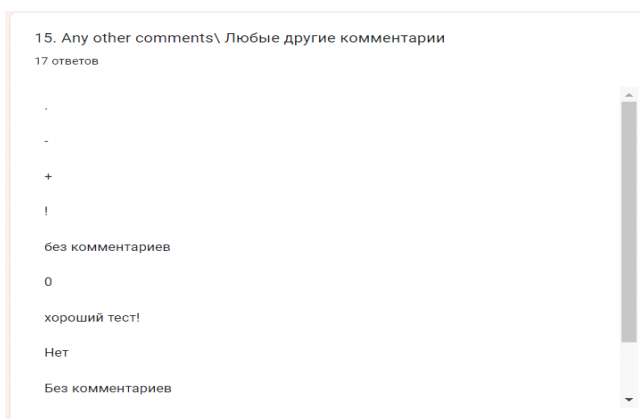 15. Any other comments\ Любые другие комментарии
17 ответов
.
-
+
!
без комментариев
0
хороший тест!
Нет
Без комментариев